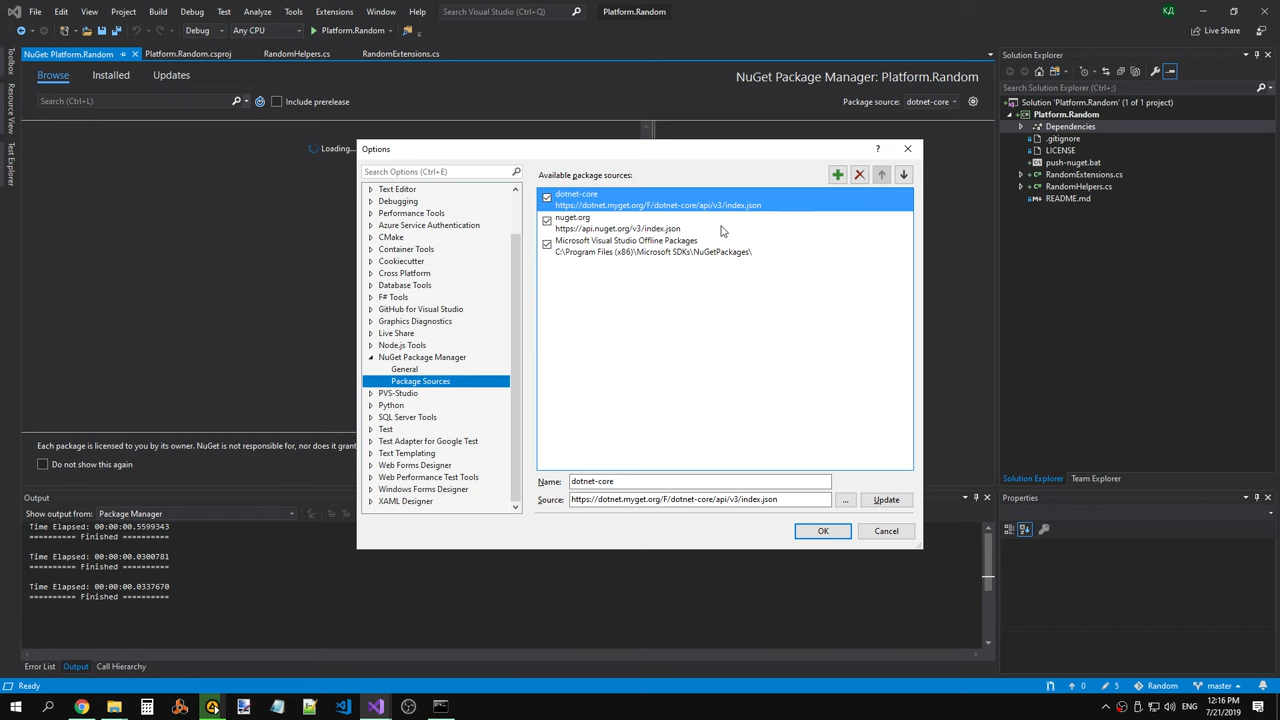 File Edit View Project Build Debug Test Analyze Tools Extensions Window Help Search Visual Studio (Ctrl+Q) Platform.Random КД
Debug Any CPU Platform.Random Live Share
NuGet: Platform.Random Platform.Random.csproj RandomHelpers.cs RandomExtensions.cs
Toolbox
Resource View
Test Explorer
Browse Installed Updates
NuGet Package Manager: Platform.Random
Search (Ctrl+L)
Include prerelease
Package source: dotnet-core
Loading...
Each package is licensed to you by its owner. NuGet is not responsible for, nor does it grant
Do not show this again
Options
Search Options (Ctrl+E)
Text Editor
Debugging
Performance Tools
Azure Service Authentication
CMake
Container Tools
Cookiecutter
Cross Platform
Database Tools
F# Tools
GitHub for Visual Studio
Graphics Diagnostics
Live Share
Node.js Tools
NuGet Package Manager
General
Package Sources
PVS-Studio
Python
SQL Server Tools
Test
Test Adapter for Google Test
Text Templating
Web Forms Designer
Web Performance Test Tools
Windows Forms Designer
XAML Designer
Available package sources:
dotnet-core
https://dotnet.myget.org/F/dotnet-core/api/v3/index.json
nuget.org
https://api.nuget.org/v3/index.json
Microsoft Visual Studio Offline Packages
C:\Program Files (x86)\Microsoft SDKs\NuGetPackages\
Name: dotnet-core
Source: https://dotnet.myget.org/F/dotnet-core/api/v3/index.json ... Update
OK Cancel
Solution Explorer
Search Solution Explorer (Ctrl+;)
Solution 'Platform.Random' (1 of 1 project)
Platform.Random
Dependencies
.gitignore
LICENSE
push-nuget.bat
RandomExtensions.cs
RandomHelpers.cs
README.md
Solution Explorer Team Explorer
Properties
Output
Show output from: Package Manager
Time Elapsed: 00:00:00.5599343
========== Finished ==========
Time Elapsed: 00:00:00.0300781
========== Finished ==========
Time Elapsed: 00:00:00.0337670
========== Finished ==========
Error List Output Call Hierarchy
Ready 0 5 Random master
ENG 12:16 PM
7/21/2019